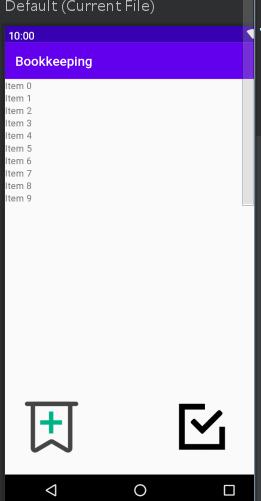 Default (Current File)
10:00
Bookkeeping
Item 0
Item 1
Item 2
Item 3
Item 4
Item 5
Item 6
Item 7
Item 8
Item 9